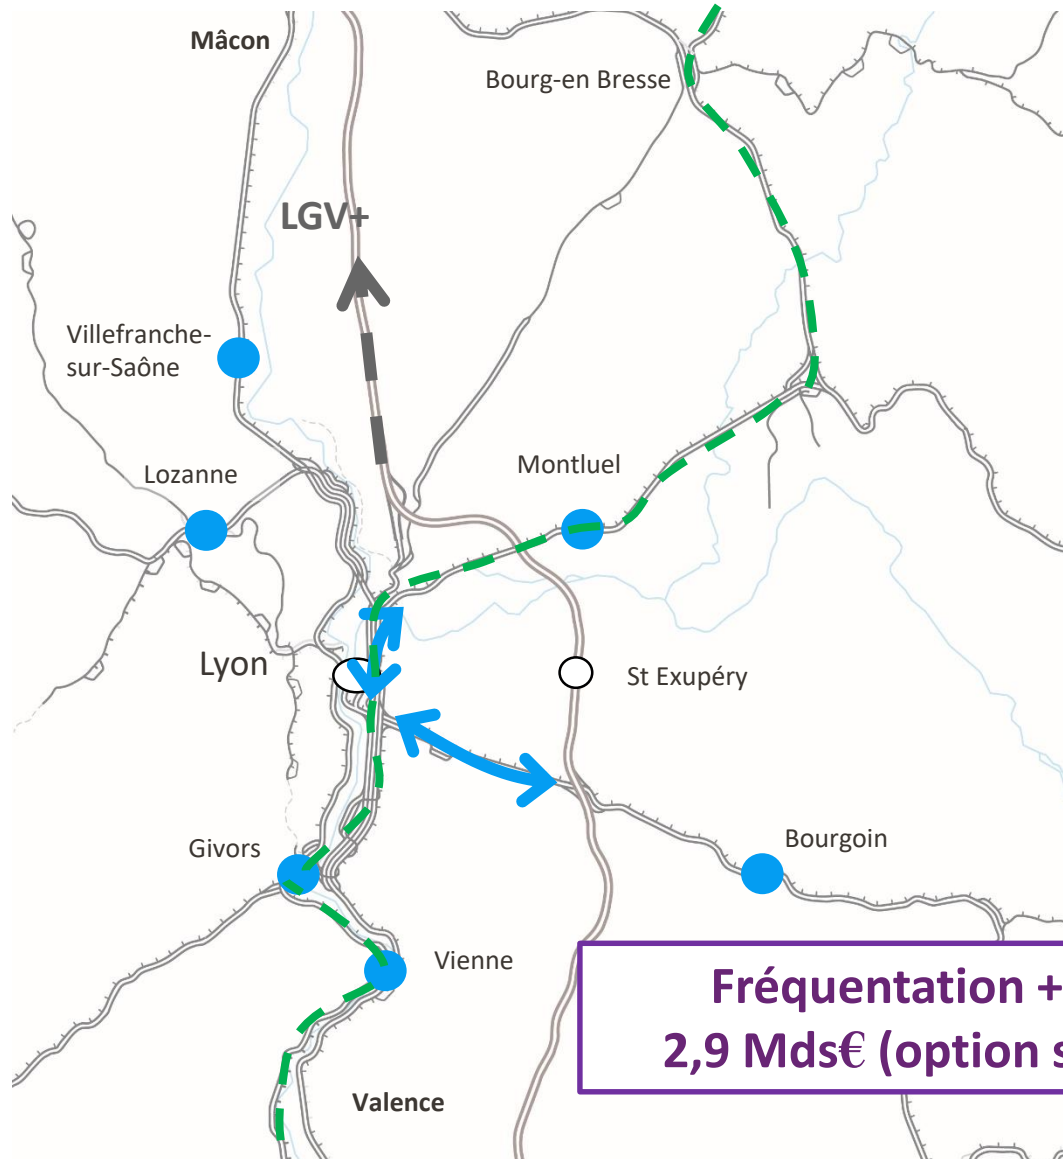 Mâcon
Bourg-en Bresse
LGV+
Villefranche-
sur-Saône
Lozanne
Montluel
Lyon
St Exupéry
Givors
Bourgoin
Vienne
Fréquentation +
2,9 Mds€ (option s
Valence